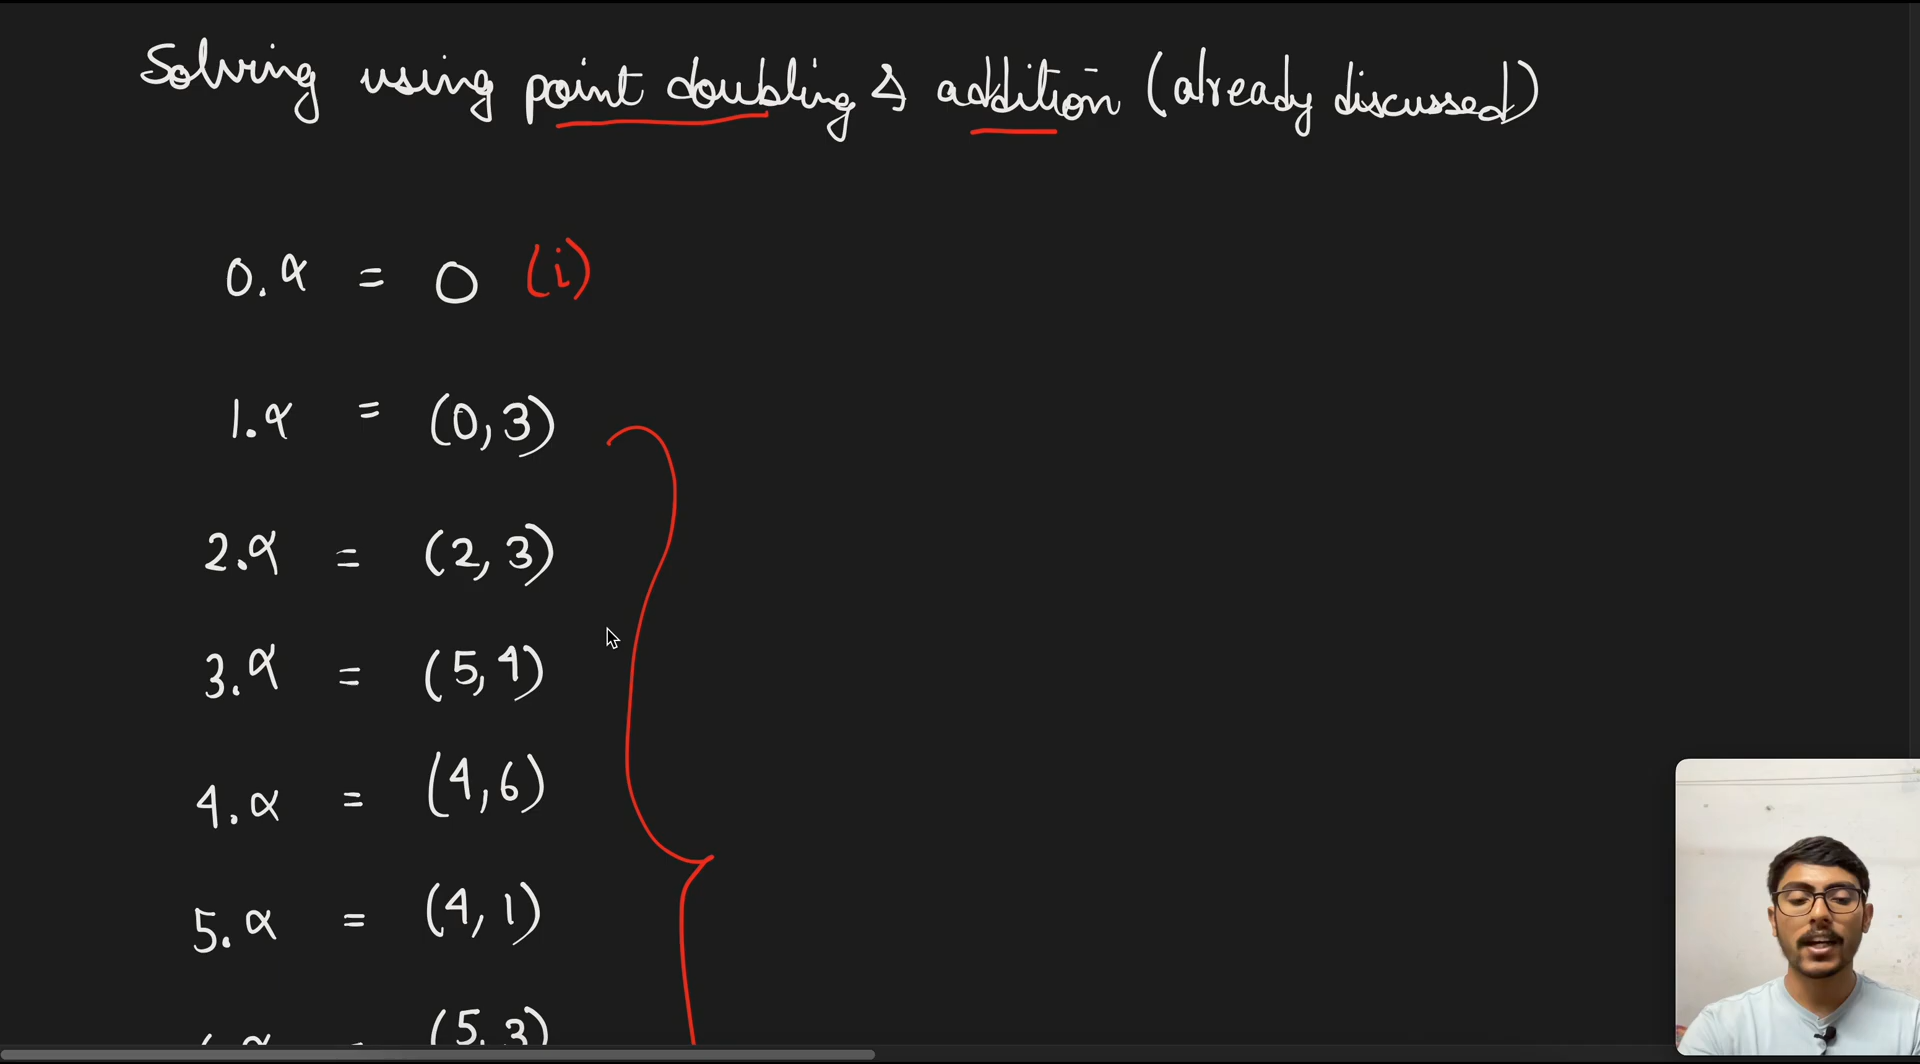 Solving using point doubling & addition (already discussed)
0.α = O (i)
1.α = (0,3)
2.α = (2,3)
3.α = (5,4)
4.α = (4,6)
5.α = (4,1)
α = (5,3)